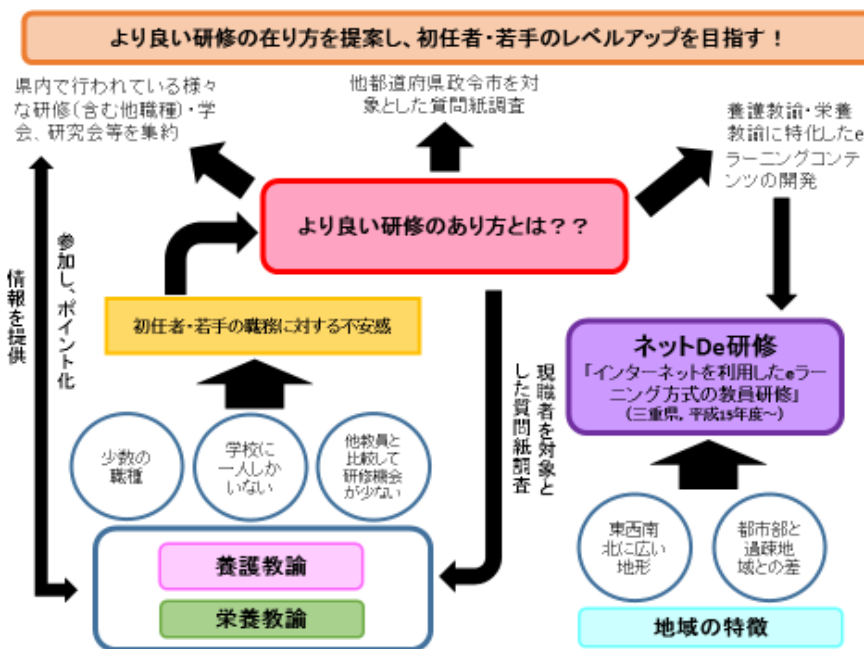 より良い研修の在り方を提案し、初任者・若手のレベルアップを目指す！
県内で行われている様々
な研修(含む他職種)・学
会、研究会等を集約
他都道府県政令市を対
象とした質問紙調査
養護教諭・栄養
教諭に特化したe
ラーニングコンテ
ンツの開発
より良い研修のあり方とは？？
参加し、ポイント化
情報を提供
初任者・若手の職務に対する不安感
現職者を対象と
した質問紙調査
ネットDe研修
「インターネットを利用したeラー
ニング方式の教員研修」
(三重県, 平成15年度～)
少数の
職種
学校に
一人しか
いない
他教員と
比較して
研修機会
が少ない
東西南
北に広い
地形
都市部と
過疎地
域との差
養護教諭
栄養教諭
地域の特徴